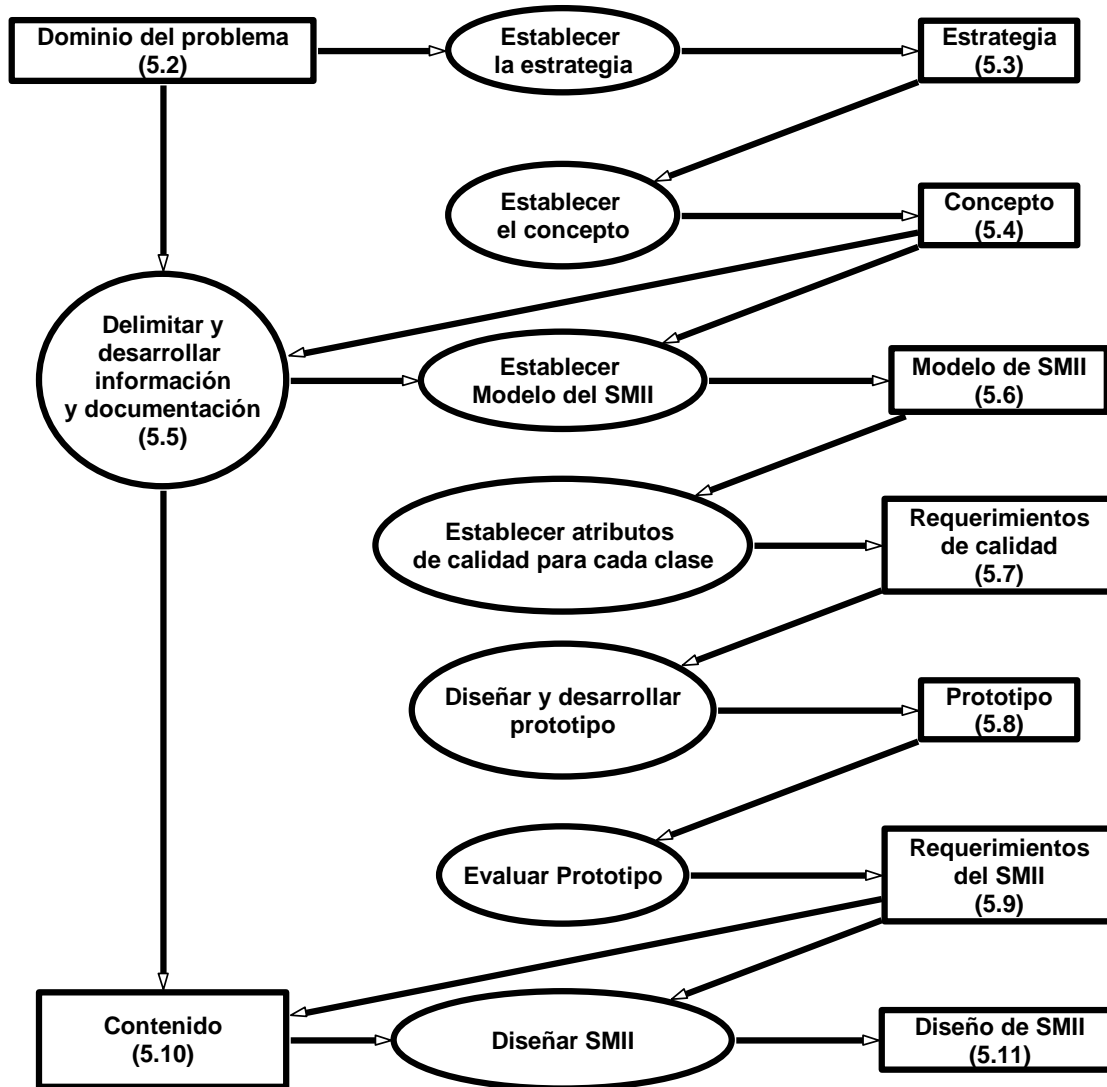 Dominio del problema
(5.2)
Establecer
la estrategia
Estrategia
(5.3)
Establecer
el concepto
Concepto
(5.4)
Delimitar y
desarrollar
información
y documentación
(5.5)
Establecer
Modelo del SMII
Modelo de SMII
(5.6)
Establecer atributos
de calidad para cada clase
Requerimientos
de calidad
(5.7)
Diseñar y desarrollar
prototipo
Prototipo
(5.8)
Evaluar Prototipo
Requerimientos
del SMII
(5.9)
Contenido
(5.10)
Diseñar SMII
Diseño de SMII
(5.11)